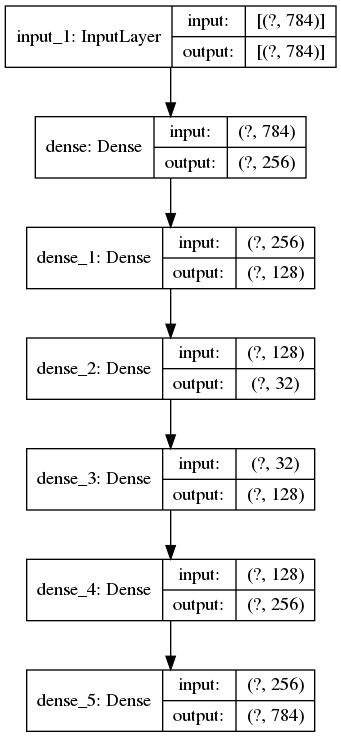 input_1: InputLayer
input: [(?, 784)]
output: [(?, 784)]
dense: Dense
input: (?, 784)
output: (?, 256)
dense_1: Dense
input: (?, 256)
output: (?, 128)
dense_2: Dense
input: (?, 128)
output: (?, 32)
dense_3: Dense
input: (?, 32)
output: (?, 128)
dense_4: Dense
input: (?, 128)
output: (?, 256)
dense_5: Dense
input: (?, 256)
output: (?, 784)